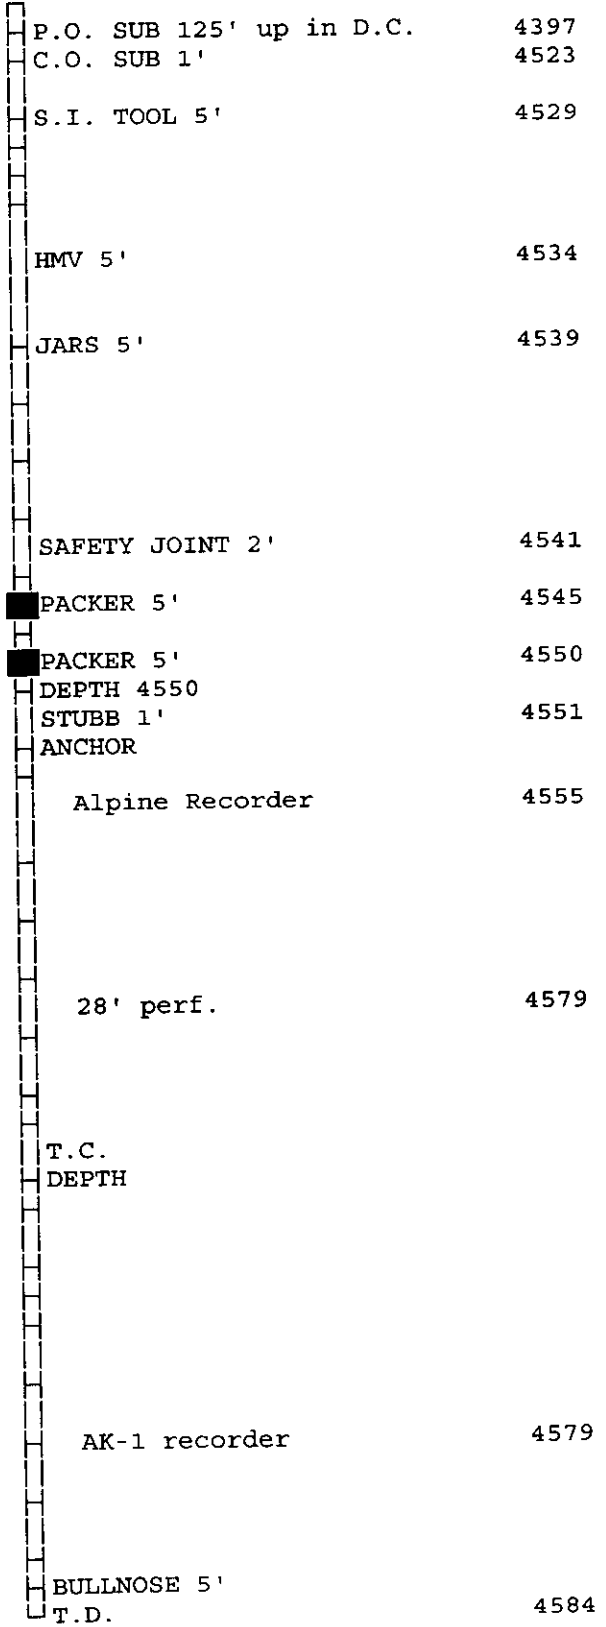 P.O. SUB 125' up in D.C. 4397
C.O. SUB 1' 4523
S.I. TOOL 5' 4529
HMV 5' 4534
JARS 5' 4539
SAFETY JOINT 2' 4541
PACKER 5' 4545
PACKER 5' 4550
DEPTH 4550
STUBB 1' 4551
ANCHOR
Alpine Recorder 4555
28' perf. 4579
T.C.
DEPTH
AK-1 recorder 4579
BULLNOSE 5'
T.D. 4584